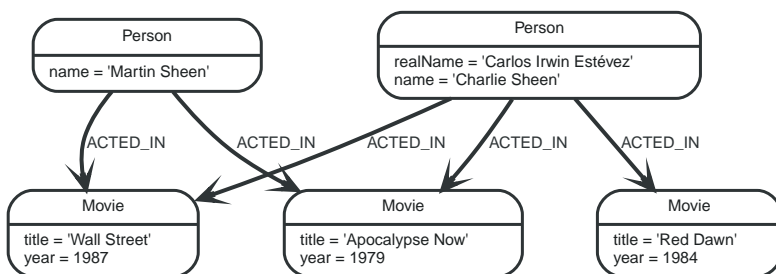 Person
name = 'Martin Sheen'
Person
realName = 'Carlos Irwin Estévez'
name = 'Charlie Sheen'
ACTED_IN
ACTED_IN
ACTED_IN
ACTED_IN
ACTED_IN
Movie
title = 'Wall Street'
year = 1987
Movie
title = 'Apocalypse Now'
year = 1979
Movie
title = 'Red Dawn'
year = 1984